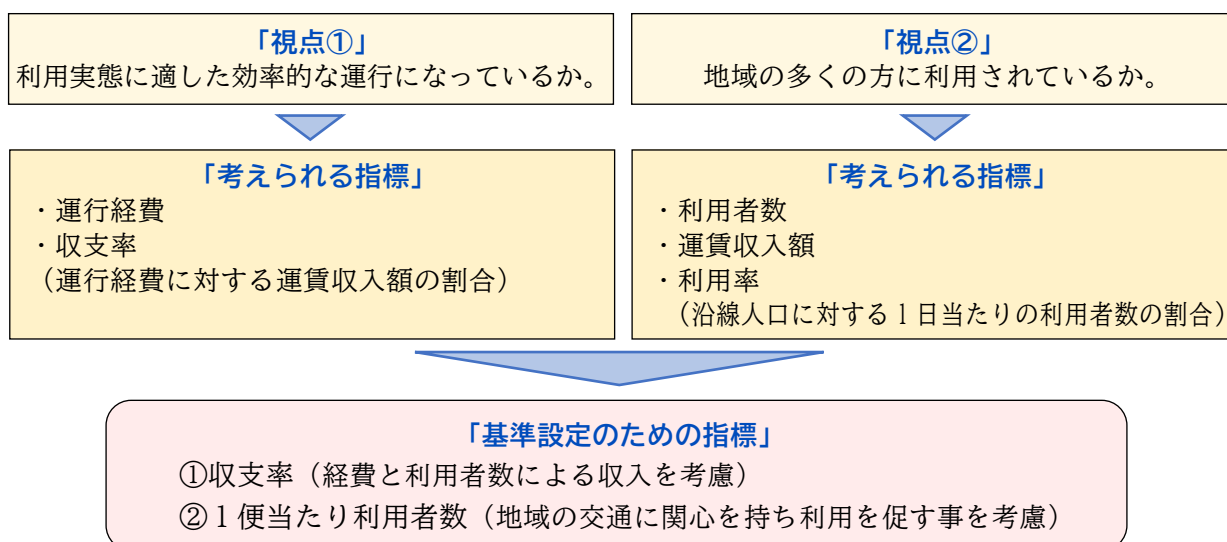 「視点①」
利用実態に適した効率的な運行になっているか。
「視点②」
地域の多くの方に利用されているか。
「考えられる指標」
・運行経費
・収支率
（運行経費に対する運賃収入額の割合）
「考えられる指標」
・利用者数
・運賃収入額
・利用率
（沿線人口に対する１日当たりの利用者数の割合）
「基準設定のための指標」
①収支率（経費と利用者数による収入を考慮）
②１便当たり利用者数（地域の交通に関心を持ち利用を促す事を考慮）